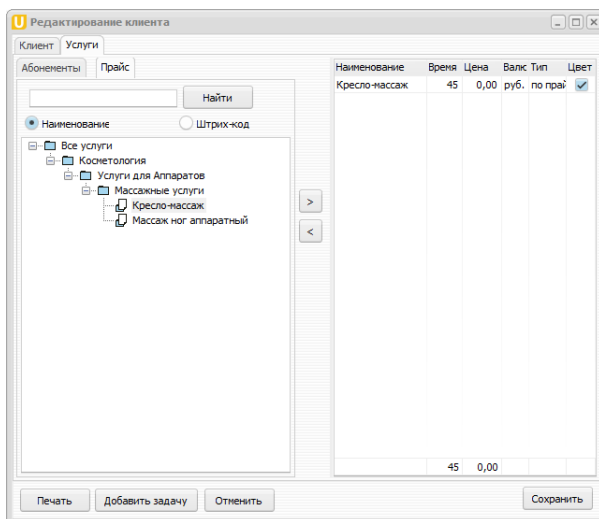 Редактирование клиента
Клиент Услуги
Абонементы Прайс
Найти
Наименование Штрих-код
Все услуги
Косметология
Услуги для Аппаратов
Массажные услуги
Кресло-массаж
Массаж ног аппаратный
>
<
Наименование Время Цена Валю Тип Цвет
Кресло-массаж 45 0,00 руб. по прай
45 0,00
Печать Добавить задачу Отменить Сохранить